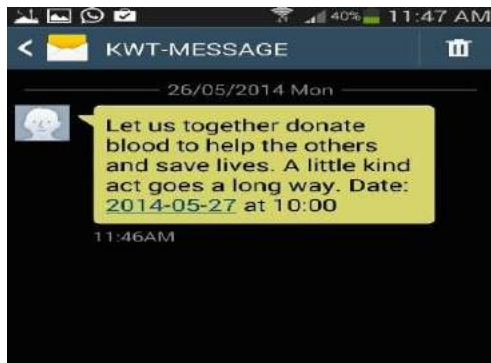 40% 11:47 AM
< KWT-MESSAGE
26/05/2014 Mon
Let us together donate
blood to help the others
and save lives. A little kind
act goes a long way. Date:
2014-05-27 at 10:00
11:46AM